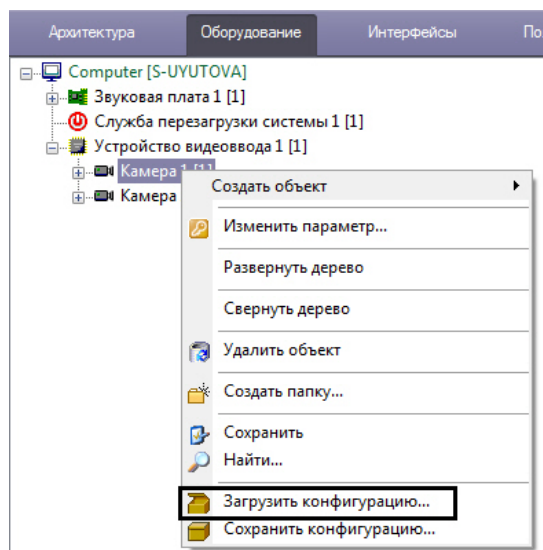 Архитектура Оборудование Интерфейсы По
Computer [S-UYUTOVA]
Звуковая плата 1 [1]
Служба перезагрузки системы 1 [1]
Устройство видеоввода 1 [1]
Камера 1 [1]
Камера
Создать объект
Изменить параметр...
Развернуть дерево
Свернуть дерево
Удалить объект
Создать папку...
Сохранить
Найти...
Загрузить конфигурацию...
Сохранить конфигурацию...